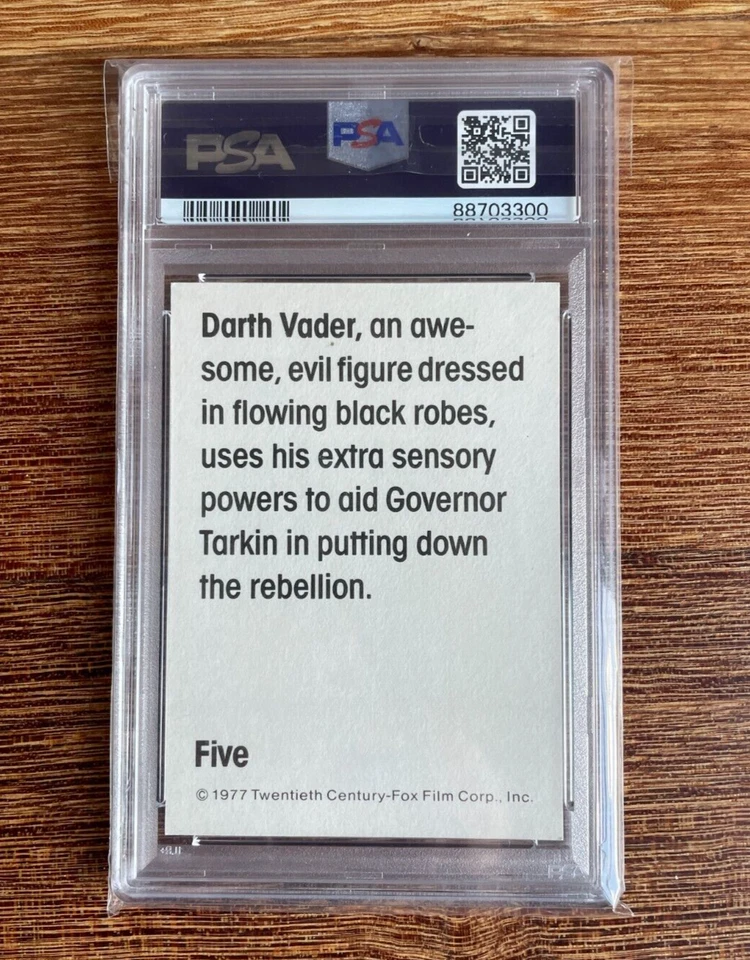 PSA
PSA
88703300
Darth Vader, an awe-
some, evil figure dressed
in flowing black robes,
uses his extra sensory
powers to aid Governor
Tarkin in putting down
the rebellion.
Five
© 1977 Twentieth Century-Fox Film Corp., Inc.